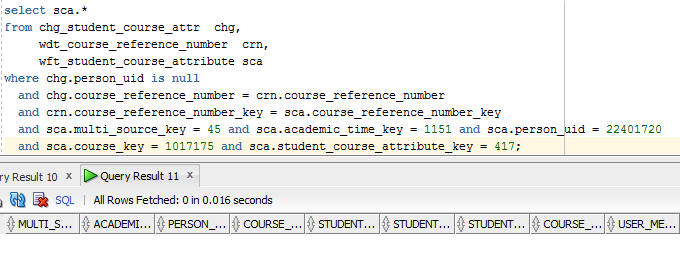 select sca.*
from chg_student_course_attr chg,
wdt_course_reference_number crn,
wft_student_course_attribute sca
where chg.person_uid is null
and chg.course_reference_number = crn.course_reference_number
and crn.course_reference_number_key = sca.course_reference_number_key
and sca.multi_source_key = 45 and sca.academic_time_key = 1151 and sca.person_uid = 22401720
and sca.course_key = 1017175 and sca.student_course_attribute_key = 417;
ry Result 10 x Query Result 11 x
SQL | All Rows Fetched: 0 in 0.016 seconds
MULTI_S... ACADEMI... PERSON_... COURSE_... STUDENT... STUDENT... STUDENT... COURSE_... USER_ME...